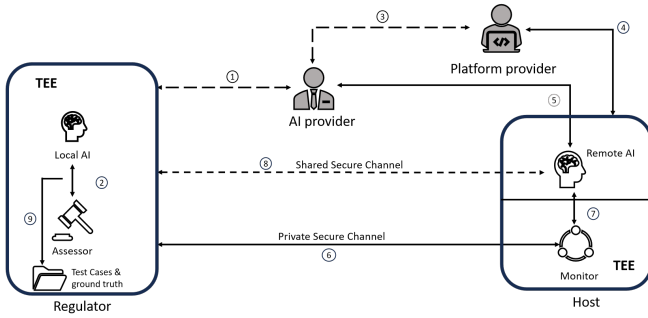 ③
④
Platform provider
TEE
①
⑤
AI provider
Local AI
Remote AI
⑧ Shared Secure Channel
②
⑨
⑦
Assessor
Private Secure Channel
⑥
Test Cases &
ground truth
Monitor
TEE
Regulator
Host